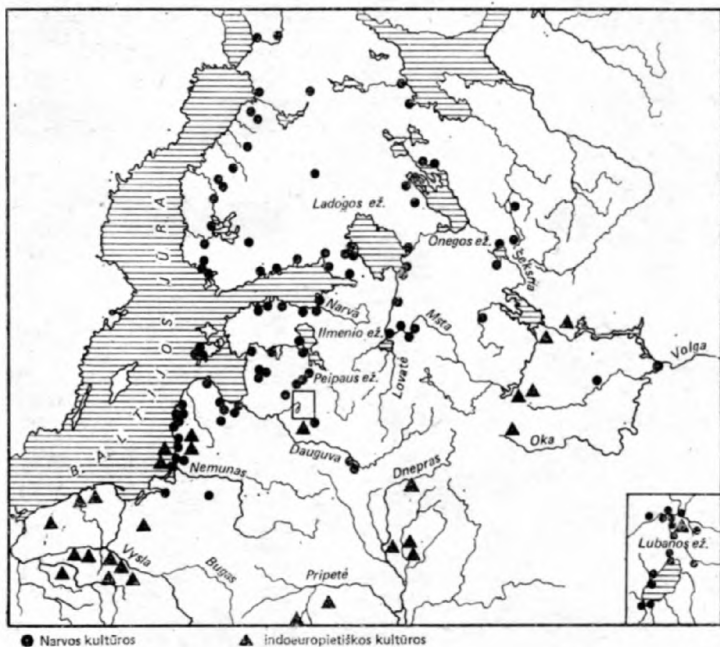 Ladogos ež.
Onegos ež.
Šeksna
BALTIJOS JŪRA
Narva
Ilmenio ež.
Msta
Lovatė
Peipaus ež.
Volga
Oka
Dauguva
Nemunas
Dnepras
Vysla
Bugas
Pripetė
Lubanos ež.
Narvos kultūros
indoeuropietiškos kultūros